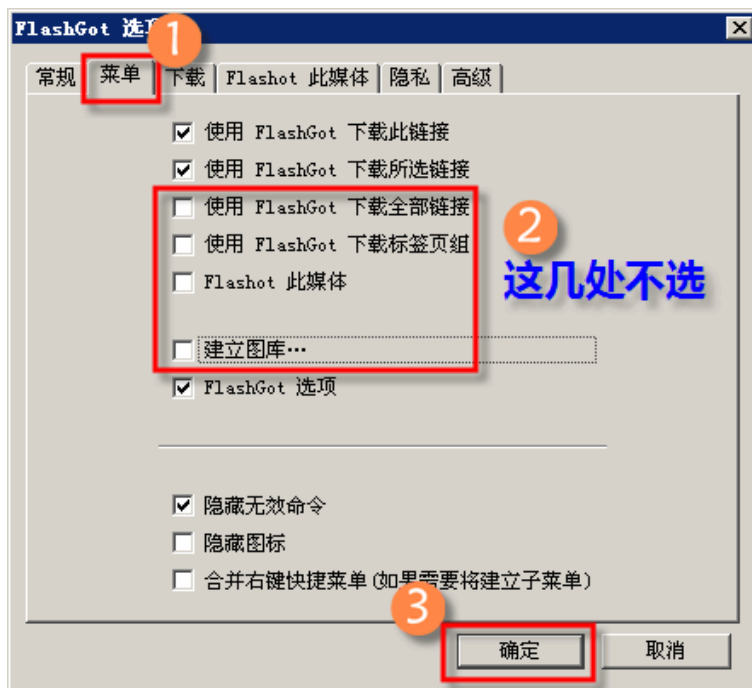 FlashGot 选
1
常规 菜单 下载 Flashot 此媒体 隐私 高级
使用 FlashGot 下载此链接
使用 FlashGot 下载所选链接
使用 FlashGot 下载全部链接
使用 FlashGot 下载标签页组
2
Flashot 此媒体
这几处不选
建立图库…
FlashGot 选项
隐藏无效命令
隐藏图标
合并右键快捷菜单(如果需要将建立子菜单)
3
确定 取消